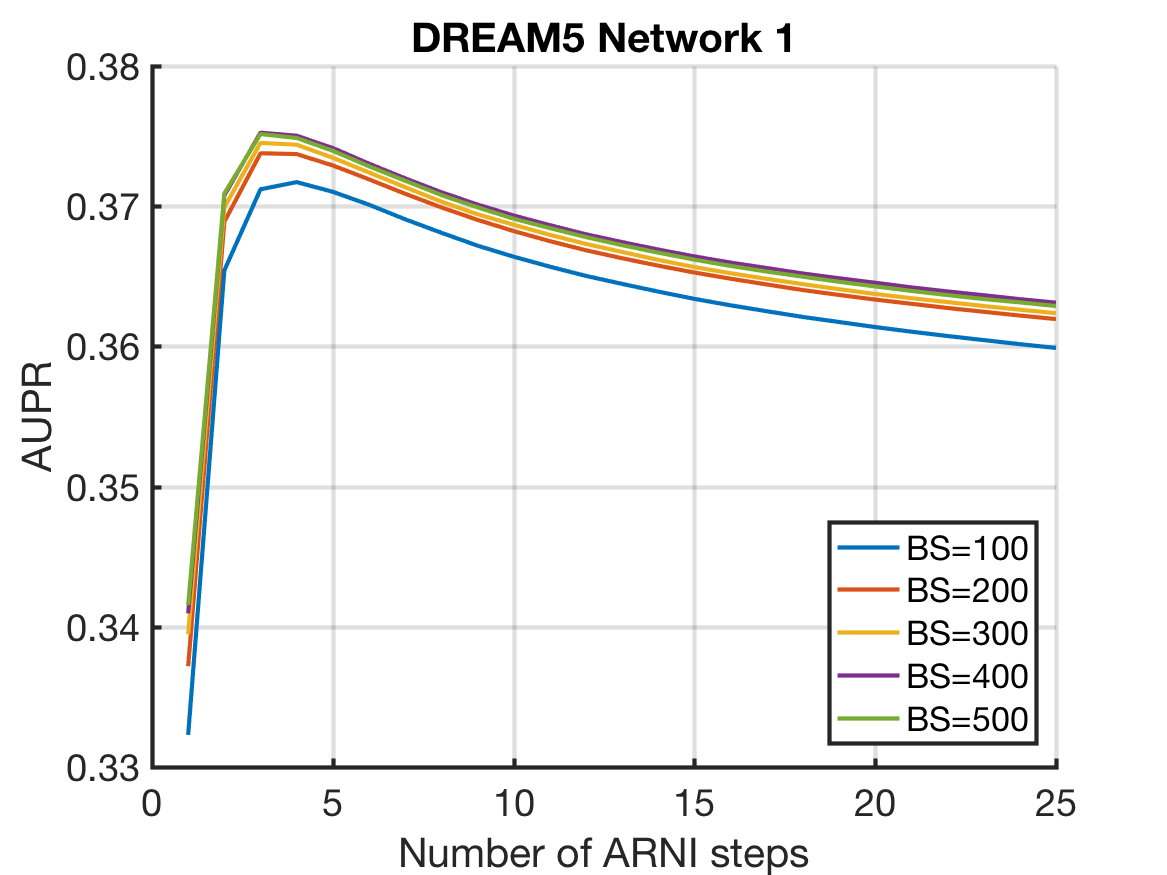 DREAM5 Network 1
0.38
0.37
0.36
0.35
0.34
0.33
AUPR
0 5 10 15 20 25
Number of ARNI steps
BS=100
BS=200
BS=300
BS=400
BS=500